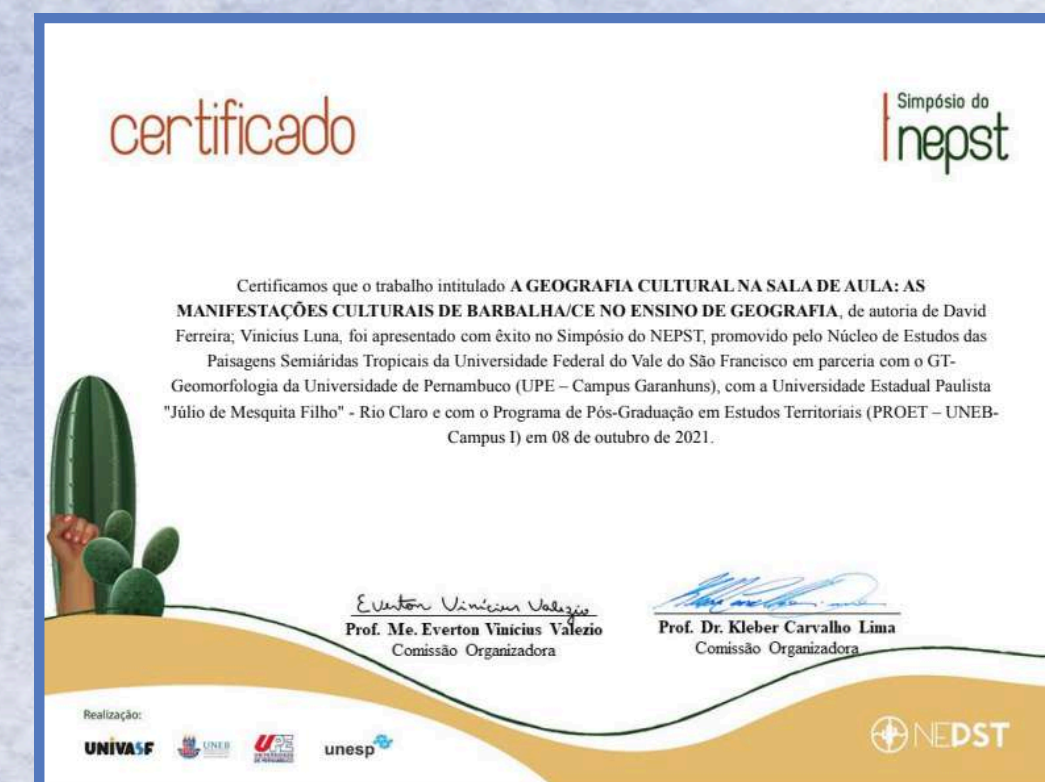 certificado
Simpósio do
nepst
Certificamos que o trabalho intitulado A GEOGRAFIA CULTURAL NA SALA DE AULA: AS
MANIFESTAÇÕES CULTURAIS DE BARBALHA/CE NO ENSINO DE GEOGRAFIA, de autoria de David
Ferreira; Vinicius Luna, foi apresentado com êxito no Simpósio do NEPST, promovido pelo Núcleo de Estudos das
Paisagens Semiáridas Tropicais da Universidade Federal do Vale do São Francisco em parceria com o GT-
Geomorfologia da Universidade de Pernambuco (UPE – Campus Garanhuns), com a Universidade Estadual Paulista
"Júlio de Mesquita Filho" - Rio Claro e com o Programa de Pós-Graduação em Estudos Territoriais (PROET – UNEB-
Campus I) em 08 de outubro de 2021.
Everton Vinícius Valezio
Prof. Me. Everton Vinícius Valezio
Comissão Organizadora
Prof. Dr. Kleber Carvalho Lima
Comissão Organizadora
Realização:
UNIVASF
UNEB
UPE
UNIVERSIDADE
DE PERNAMBUCO
unesp
NEPST